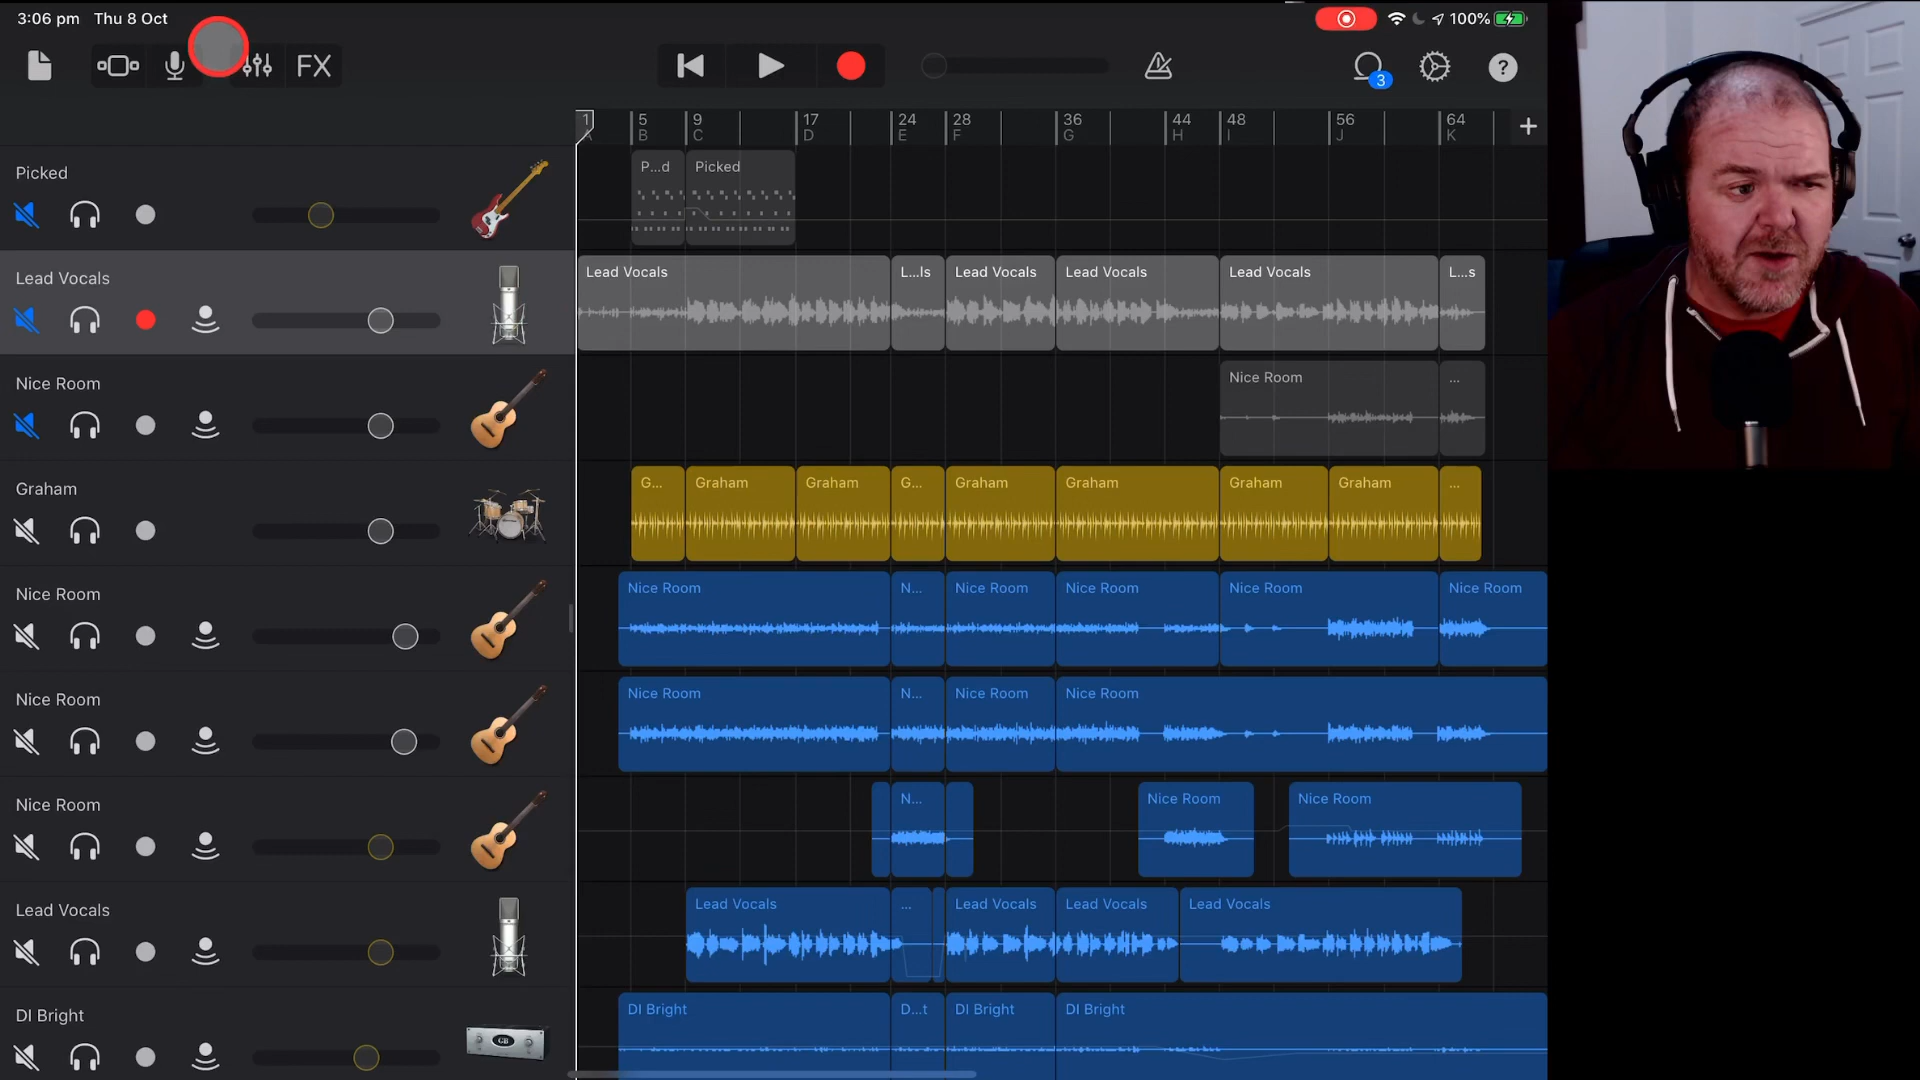 3:06 pm Thu 8 Oct
100%
FX
3
?
1 5 9 17 24 28 36 44 48 56 64 +
A B C D E F G H I J K
Picked
P...d Picked
Lead Vocals
Lead Vocals L...ls Lead Vocals Lead Vocals Lead Vocals L...s
Nice Room
Nice Room ...
Graham
G... Graham Graham G... Graham Graham Graham Graham ...
Nice Room
Nice Room N... Nice Room Nice Room Nice Room Nice Room
Nice Room
Nice Room N... Nice Room Nice Room
Nice Room
N... Nice Room Nice Room
Lead Vocals
Lead Vocals ... Lead Vocals Lead Vocals Lead Vocals
DI Bright
DI Bright D...t DI Bright DI Bright
GB